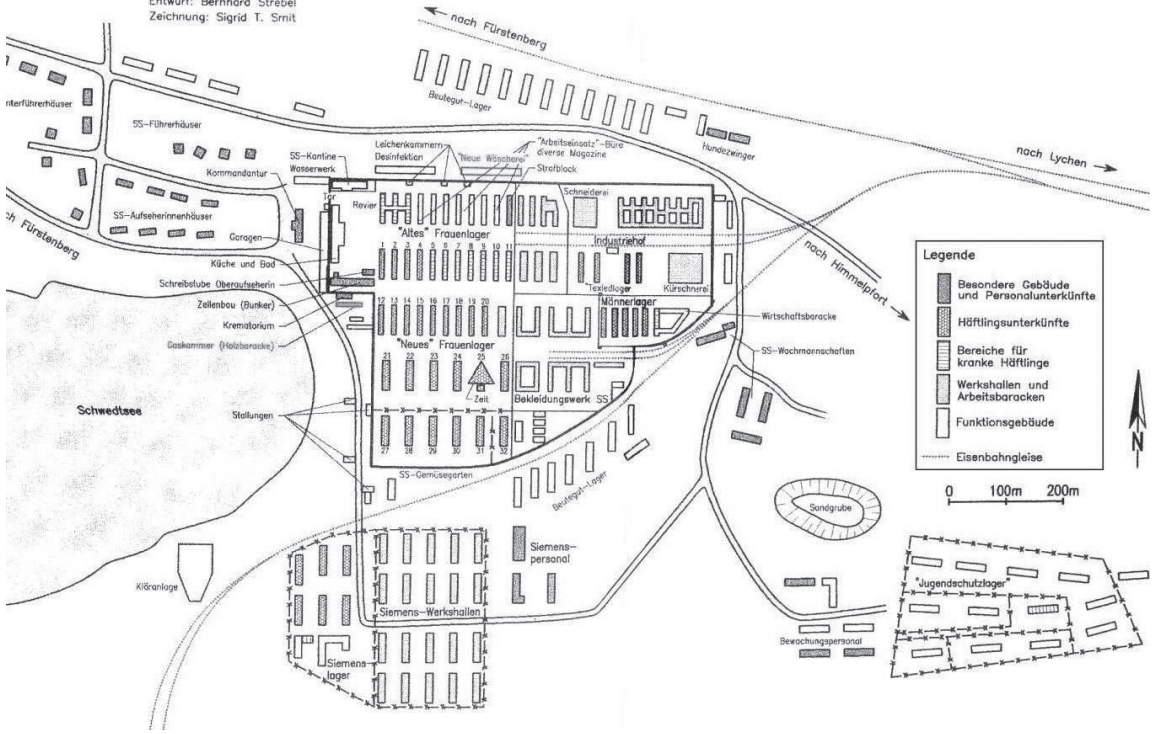 Entwurf: Bernhard Strebel
Zeichnung: Sigrid T. Smit
nach Fürstenberg
Beutegut-Lager
Hundezwinger
nach Lychen
nterführerhäuser
SS-Führerhäuser
SS-Kantine
Wasserwerk
Kommandantur
Leichenkammern
Desinfektion
"Neue Wäscherei"
"Arbeitseinsatz"-Büro
diverse Magazine
Strafblock
SS-Aufseherinnenhäuser
Tor
Revier
Schneiderei
ch Fürstenberg
Garagen
"Altes" Frauenlager
Industriehof
nach Himmelpfort
Küche und Bad
1 2 3 4 5 6 7 8 9 10 11
Schreibstube Oberaufseherin
"Texledlager"
Kürschnerei
Zellenbau (Bunker)
12 13 14 15 16 17 18 19 20
Männerlager
Krematorium
Wirtschaftsbaracke
Gaskammer (Holzbaracke)
"Neues" Frauenlager
SS-Wachmannschaften
21 22 23 24 25 26
Schwedtsee
Zelt
Bekleidungswerk
SS
Stallungen
27 28 29 30 31 32
SS-Gemüsegarten
Beutegut-Lager
Sandgrube
Kläranlage
Siemens-
personal
Siemens-Werkshallen
Siemens
lager
Bewachungspersonal
"Jugendschutzlager"
Legende
Besondere Gebäude
und Personalunterkünfte
Häftlingsunterkünfte
Bereiche für
kranke Häftlinge
Werkshallen und
Arbeitsbaracken
Funktionsgebäude
Eisenbahngleise
0 100m 200m
N